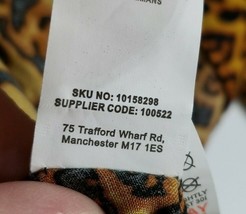 SKU NO: 10158298
SUPPLIER CODE: 100522
75 Trafford Wharf Rd,
Manchester M17 1ES